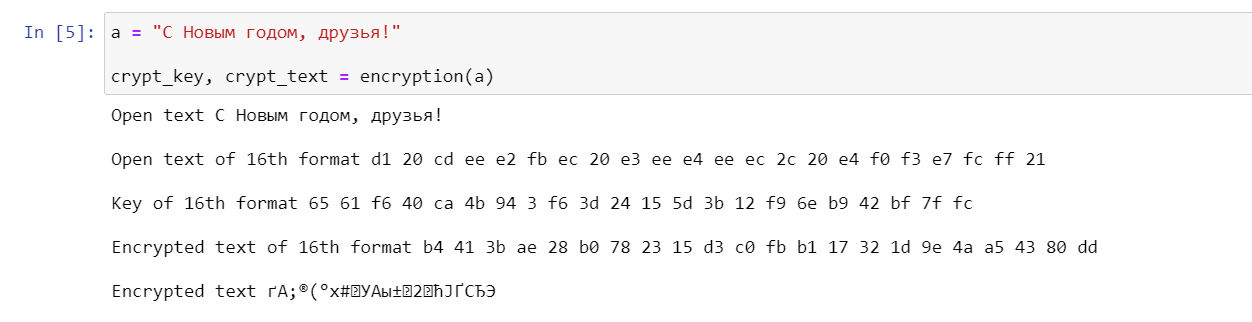 In [5]: a = "С Новым годом, друзья!"
crypt_key, crypt_text = encryption(a)
Open text С Новым годом, друзья!
Open text of 16th format d1 20 cd ee e2 fb ec 20 e3 ee e4 ee ec 2c 20 e4 f0 f3 e7 fc ff 21
Key of 16th format 65 61 f6 40 ca 4b 94 3 f6 3d 24 15 5d 3b 12 f9 6e b9 42 bf 7f fc
Encrypted text of 16th format b4 41 3b ae 28 b0 78 23 15 d3 c0 fb b1 17 32 1d 9e 4a a5 43 80 dd
Encrypted text ґA;®(°x#УАы±2ћJҐCЂЭ